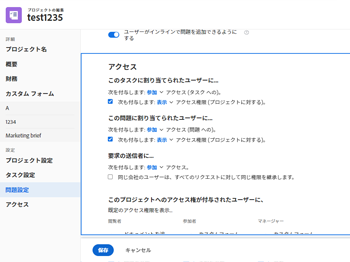 プロジェクトの編集
test1235
詳細
プロジェクト名
概要
財務
カスタム フォーム
A
1234
Marketing brief
設定
プロジェクト設定
タスク設定
問題設定
アクセス
ユーザーがインラインで問題を追加できるようにする
アクセス
このタスクに割り当てられたユーザーに...
次を付与します: 参加 アクセス (タスク への)。
次も付与します: 表示 アクセス権限 (プロジェクトに対する)。
この問題に割り当てられたユーザーに...
次を付与します: 参加 アクセス (問題 への)。
次も付与します: 表示 アクセス権限 (プロジェクトに対する)。
要求の送信者に...
次を付与します: 参加 アクセス。
同じ会社のユーザーは、すべてのリクエストに対して同じ権限を継承します。
このプロジェクトへのアクセス権が付与されたユーザーに、
既定のアクセス権限を表示..
閲覧者 参加者 マネージャー
保存 キャンセル